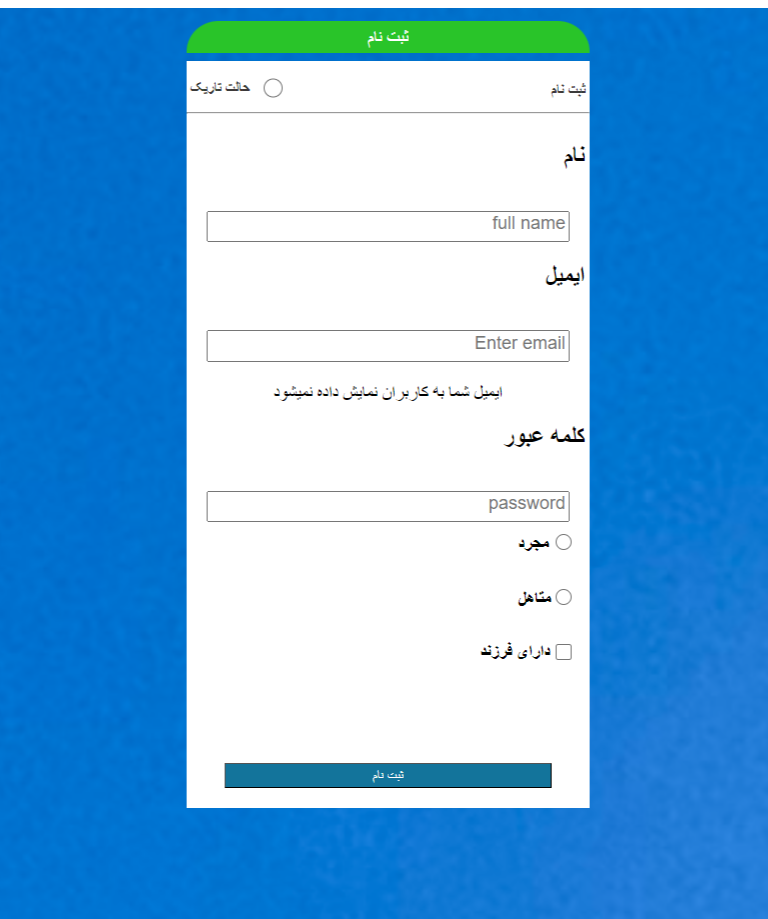 ثبت نام
ثبت نام
حالت تاریک
نام
full name
ایمیل
Enter email
ایمیل شما به کاربران نمایش داده نمیشود
کلمه عبور
password
مجرد
متاهل
دارای فرزند
ثبت نام